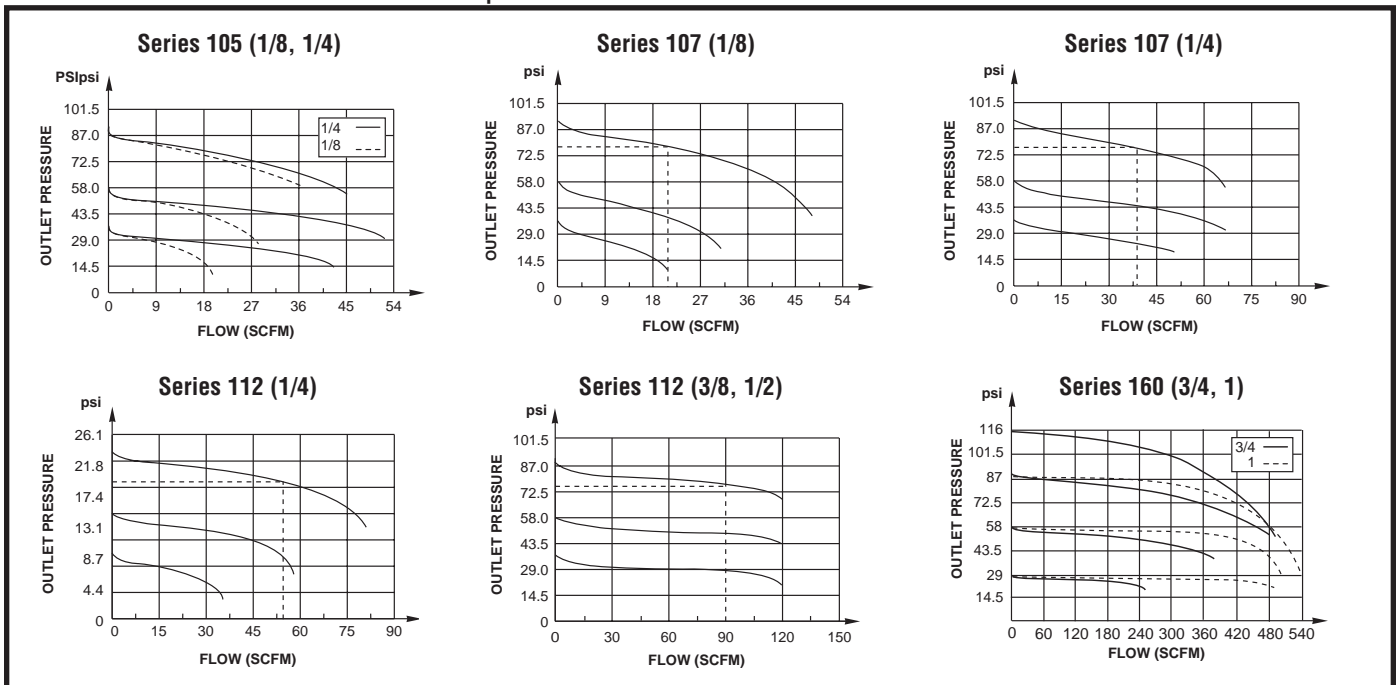 Series 105 (1/8, 1/4)
PSIpsi
101.5
87.0
72.5
58.0
43.5
29.0
14.5
0
OUTLET PRESSURE
1/4
1/8
0 9 18 27 36 45 54
FLOW (SCFM)
Series 107 (1/8)
psi
101.5
87.0
72.5
58.0
43.5
29.0
14.5
0
OUTLET PRESSURE
0 9 18 27 36 45 54
FLOW (SCFM)
Series 107 (1/4)
psi
101.5
87.0
72.5
58.0
43.5
29.0
14.5
0
OUTLET PRESSURE
0 15 30 45 60 75 90
FLOW (SCFM)
Series 112 (1/4)
psi
26.1
21.8
17.4
13.1
8.7
4.4
0
OUTLET PRESSURE
0 15 30 45 60 75 90
FLOW (SCFM)
Series 112 (3/8, 1/2)
psi
101.5
87.0
72.5
58.0
43.5
29.0
14.5
0
OUTLET PRESSURE
0 30 60 90 120 150
FLOW (SCFM)
Series 160 (3/4, 1)
psi
116
101.5
87
72.5
58
43.5
29
14.5
OUTLET PRESSURE
3/4
1
0 60 120 180 240 300 360 420 480 540
FLOW (SCFM)